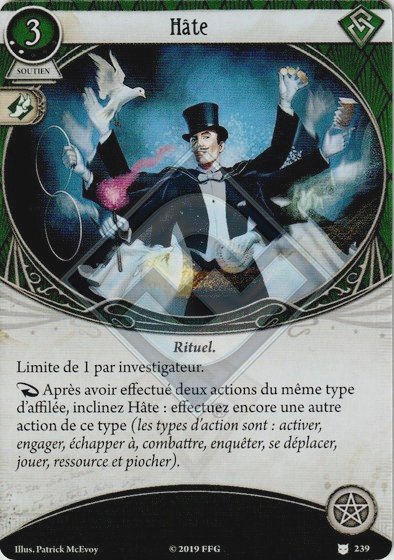 3
Hâte
SOUTIEN
Rituel.
Limite de 1 par investigateur.
Après avoir effectué deux actions du même type
d'affilée, inclinez Hâte : effectuez encore une autre
action de ce type (les types d'action sont : activer,
engager, échapper à, combattre, enquêter, se déplacer,
jouer, ressource et piocher).
Illus. Patrick McEvoy
© 2019 FFG
239